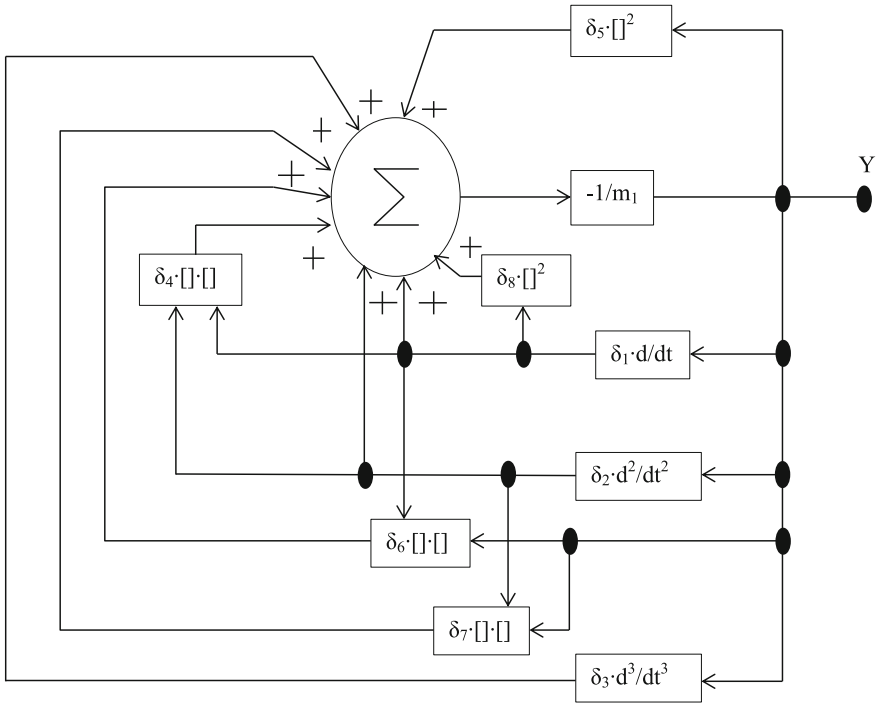 δ₅·[]²
+
+
+
+
Σ
-1/m₁
Y
+
δ₄·[]·[]
+
δ₈·[]²
+
+
δ₁·d/dt
δ₂·d²/dt²
δ₆·[]·[]
δ₇·[]·[]
δ₃·d³/dt³